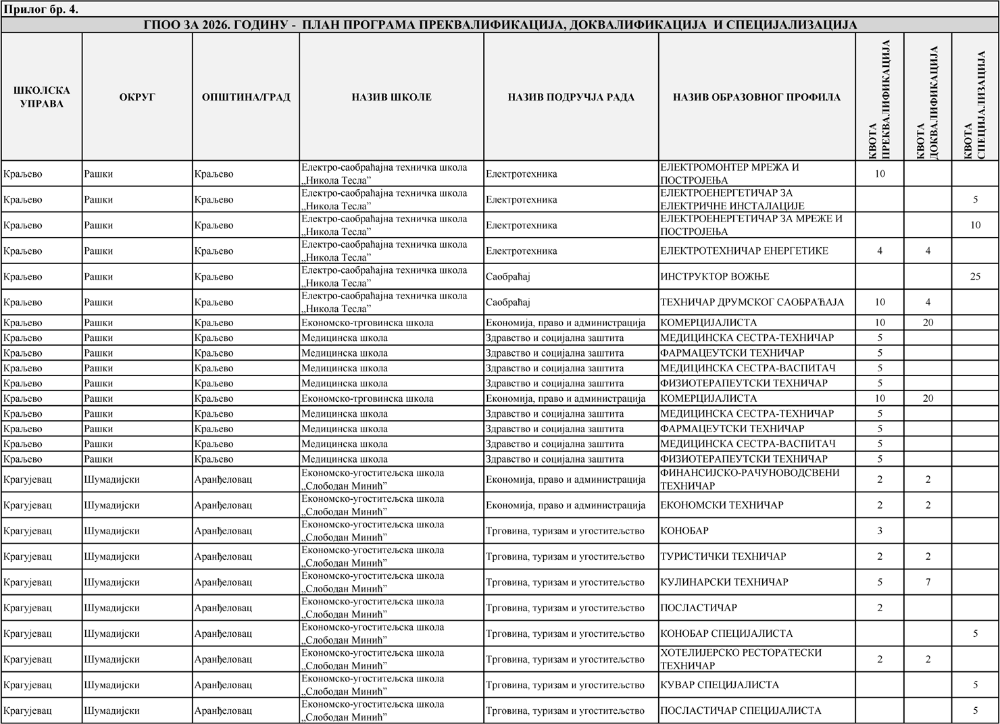 Прилог бр. 4.
ГПОО ЗА 2026. ГОДИНУ - ПЛАН ПРОГРАМА ПРЕКВАЛИФИКАЦИЈА, ДОКВАЛИФИКАЦИЈА И СПЕЦИЈАЛИЗАЦИЈА
ШКОЛСКА УПРАВА ОКРУГ ОПШТИНА/ГРАД НАЗИВ ШКОЛЕ НАЗИВ ПОДРУЧЈА РАДА НАЗИВ ОБРАЗОВНОГ ПРОФИЛА КВОТА ПРЕКВАЛИФИКАЦИЈА КВОТА ДОКВАЛИФИКАЦИЈА КВОТА СПЕЦИЈАЛИЗАЦИЈА
Краљево Рашки Краљево Електро-саобраћајна техничка школа „Никола Тесла” Електротехника ЕЛЕКТРОМОНТЕР МРЕЖА И ПОСТРОЈЕЊА 10
Краљево Рашки Краљево Електро-саобраћајна техничка школа „Никола Тесла” Електротехника ЕЛЕКТРОЕНЕРГЕТИЧАР ЗА ЕЛЕКТРИЧНЕ ИНСТАЛАЦИЈЕ 5
Краљево Рашки Краљево Електро-саобраћајна техничка школа „Никола Тесла” Електротехника ЕЛЕКТРОЕНЕРГЕТИЧАР ЗА МРЕЖЕ И ПОСТРОЈЕЊА 10
Краљево Рашки Краљево Електро-саобраћајна техничка школа „Никола Тесла” Електротехника ЕЛЕКТРОТЕХНИЧАР ЕНЕРГЕТИКЕ 4 4
Краљево Рашки Краљево Електро-саобраћајна техничка школа „Никола Тесла” Саобраћај ИНСТРУКТОР ВОЖЊЕ 25
Краљево Рашки Краљево Електро-саобраћајна техничка школа „Никола Тесла” Саобраћај ТЕХНИЧАР ДРУМСКОГ САОБРАЋАЈА 10 4
Краљево Рашки Краљево Економско-трговинска школа Економија, право и администрација КОМЕРЦИЈАЛИСТА 10 20
Краљево Рашки Краљево Медицинска школа Здравство и социјална заштита МЕДИЦИНСКА СЕСТРА-ТЕХНИЧАР 5
Краљево Рашки Краљево Медицинска школа Здравство и социјална заштита ФАРМАЦЕУТСКИ ТЕХНИЧАР 5
Краљево Рашки Краљево Медицинска школа Здравство и социјална заштита МЕДИЦИНСКА СЕСТРА-ВАСПИТАЧ 5
Краљево Рашки Краљево Медицинска школа Здравство и социјална заштита ФИЗИОТЕРАПЕУТСКИ ТЕХНИЧАР 5
Краљево Рашки Краљево Економско-трговинска школа Економија, право и администрација КОМЕРЦИЈАЛИСТА 10 20
Краљево Рашки Краљево Медицинска школа Здравство и социјална заштита МЕДИЦИНСКА СЕСТРА-ТЕХНИЧАР 5
Краљево Рашки Краљево Медицинска школа Здравство и социјална заштита ФАРМАЦЕУТСКИ ТЕХНИЧАР 5
Краљево Рашки Краљево Медицинска школа Здравство и социјална заштита МЕДИЦИНСКА СЕСТРА-ВАСПИТАЧ 5
Краљево Рашки Краљево Медицинска школа Здравство и социјална заштита ФИЗИОТЕРАПЕУТСКИ ТЕХНИЧАР 5
Крагујевац Шумадијски Аранђеловац Економско-угоститељска школа „Слободан Минић” Економија, право и администрација ФИНАНСИЈСКО-РАЧУНОВОДСВЕНИ ТЕХНИЧАР 2 2
Крагујевац Шумадијски Аранђеловац Економско-угоститељска школа „Слободан Минић” Економија, право и администрација ЕКОНОМСКИ ТЕХНИЧАР 2 2
Крагујевац Шумадијски Аранђеловац Економско-угоститељска школа „Слободан Минић” Трговина, туризам и угоститељство КОНОБАР 3
Крагујевац Шумадијски Аранђеловац Економско-угоститељска школа „Слободан Минић” Трговина, туризам и угоститељство ТУРИСТИЧКИ ТЕХНИЧАР 2 2
Крагујевац Шумадијски Аранђеловац Економско-угоститељска школа „Слободан Минић” Трговина, туризам и угоститељство КУЛИНАРСКИ ТЕХНИЧАР 5 7
Крагујевац Шумадијски Аранђеловац Економско-угоститељска школа „Слободан Минић” Трговина, туризам и угоститељство ПОСЛАСТИЧАР 2
Крагујевац Шумадијски Аранђеловац Економско-угоститељска школа „Слободан Минић” Трговина, туризам и угоститељство КОНОБАР СПЕЦИЈАЛИСТА 5
Крагујевац Шумадијски Аранђеловац Економско-угоститељска школа „Слободан Минић” Трговина, туризам и угоститељство ХОТЕЛИЈЕРСКО РЕСТОРАТЕСКИ ТЕХНИЧАР 2 2
Крагујевац Шумадијски Аранђеловац Економско-угоститељска школа „Слободан Минић” Трговина, туризам и угоститељство КУВАР СПЕЦИЈАЛИСТА 5
Крагујевац Шумадијски Аранђеловац Економско-угоститељска школа „Слободан Минић” Трговина, туризам и угоститељство ПОСЛАСТИЧАР СПЕЦИЈАЛИСТА 5